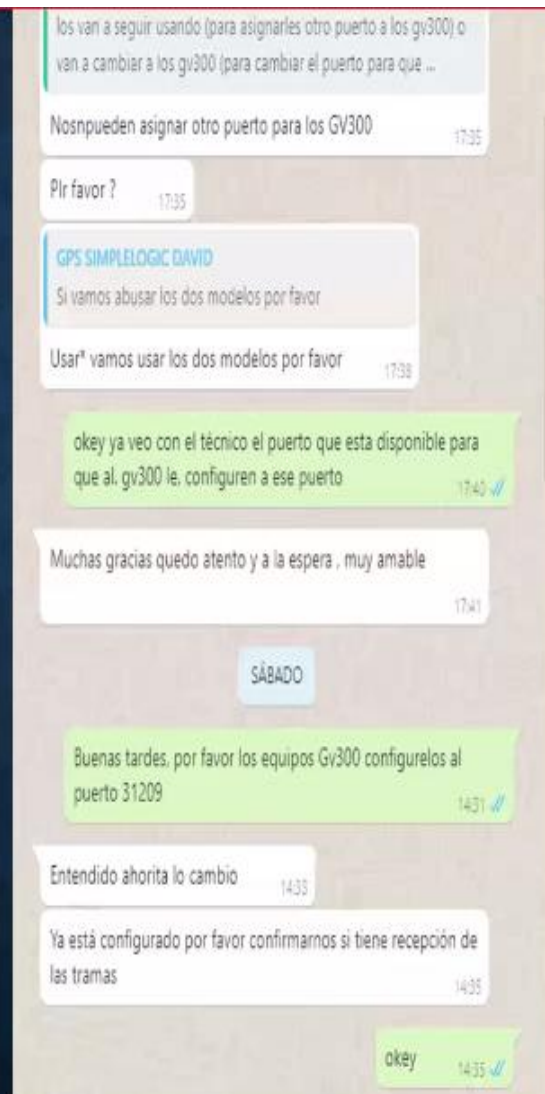 los van a seguir usando (para asignarles otro puerto a los gv300) o
van a cambiar a los gv300 (para cambiar el puerto para que ...
Nosnpueden asignar otro puerto para los GV300
17:35
Plr favor ?
17:35
GPS SIMPLELOGIC DAVID
Si vamos abusar los dos modelos por favor
Usar* vamos usar los dos modelos por favor
17:38
okey ya veo con el técnico el puerto que esta disponible para
que al. gv300 le. configuren a ese puerto
17:40
Muchas gracias quedo atento y a la espera , muy amable
17:41
SÁBADO
Buenas tardes, por favor los equipos Gv300 configurelos al
puerto 31209
14:31
Entendido ahorita lo cambio
14:33
Ya está configurado por favor confirmarnos si tiene recepción de
las tramas
14:35
okey
14:35